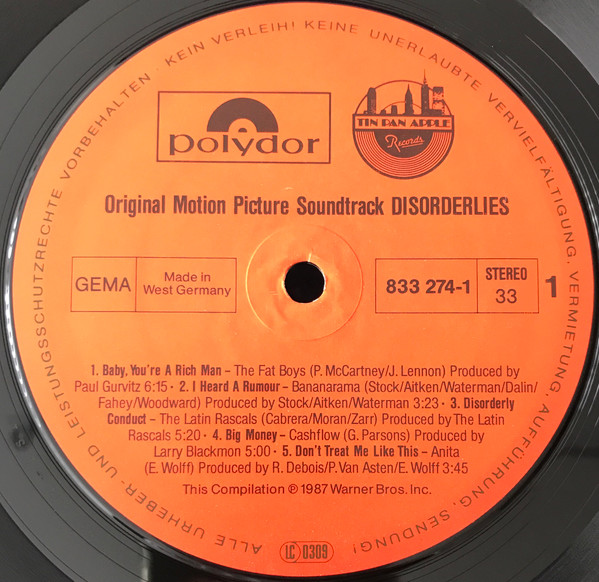 ALLE URHEBER- UND LEISTUNGSSCHUTZRECHTE VORBEHALTEN · KEIN VERLEIH! KEINE UNERLAUBTE VERVIELFÄLTIGUNG, VERMIETUNG, AUFFÜHRUNG, SENDUNG!
polydor
TIN PAN APPLE
Records
Original Motion Picture Soundtrack DISORDERLIES
GEMA
Made in
West Germany
833 274-1
STEREO
33
1
1. Baby, You're A Rich Man – The Fat Boys (P. McCartney/J. Lennon) Produced by
Paul Gurvitz 6:15 · 2. I Heard A Rumour – Bananarama (Stock/Aitken/Waterman/Dalin/
Fahey/Woodward) Produced by Stock/Aitken/Waterman 3:23 · 3. Disorderly
Conduct – The Latin Rascals (Cabrera/Moran/Zarr) Produced by The Latin
Rascals 5:20 · 4. Big Money – Cashflow (G. Parsons) Produced by
Larry Blackmon 5:00 · 5. Don't Treat Me Like This – Anita
(E. Wolff) Produced by R. Debois/P. Van Asten/E. Wolff 3:45
This Compilation ℗ 1987 Warner Bros. Inc.
LC 0309